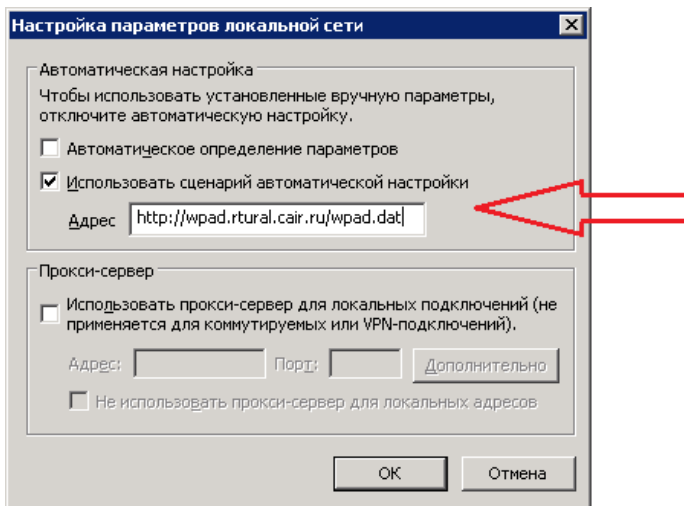 Настройка параметров локальной сети
Автоматическая настройка
Чтобы использовать установленные вручную параметры,
отключите автоматическую настройку.
Автоматическое определение параметров
Использовать сценарий автоматической настройки
Адрес http://wpad.rtural.cair.ru/wpad.dat
Прокси-сервер
Использовать прокси-сервер для локальных подключений (не
применяется для коммутируемых или VPN-подключений).
Адрес: Порт: Дополнительно
Не использовать прокси-сервер для локальных адресов
OK Отмена